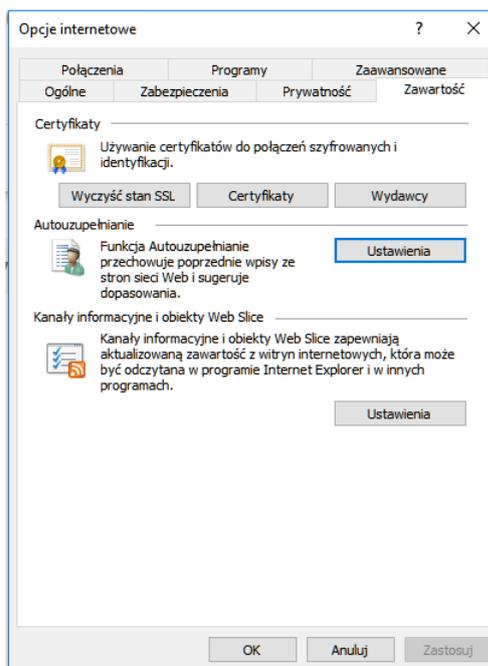 Opcje internetowe
?
×
Połączenia Programy Zaawansowane
Ogólne Zabezpieczenia Prywatność Zawartość
Certyfikaty
Używanie certyfikatów do połączeń szyfrowanych i
identyfikacji.
Wyczyść stan SSL Certyfikaty Wydawcy
Autouzupełnianie
Funkcja Autouzupełnianie
przechowuje poprzednie wpisy ze
stron sieci Web i sugeruje
dopasowania.
Ustawienia
Kanały informacyjne i obiekty Web Slice
Kanały informacyjne i obiekty Web Slice zapewniają
aktualizowaną zawartość z witryn internetowych, która może
być odczytana w programie Internet Explorer i w innych
programach.
Ustawienia
OK Anuluj Zastosuj